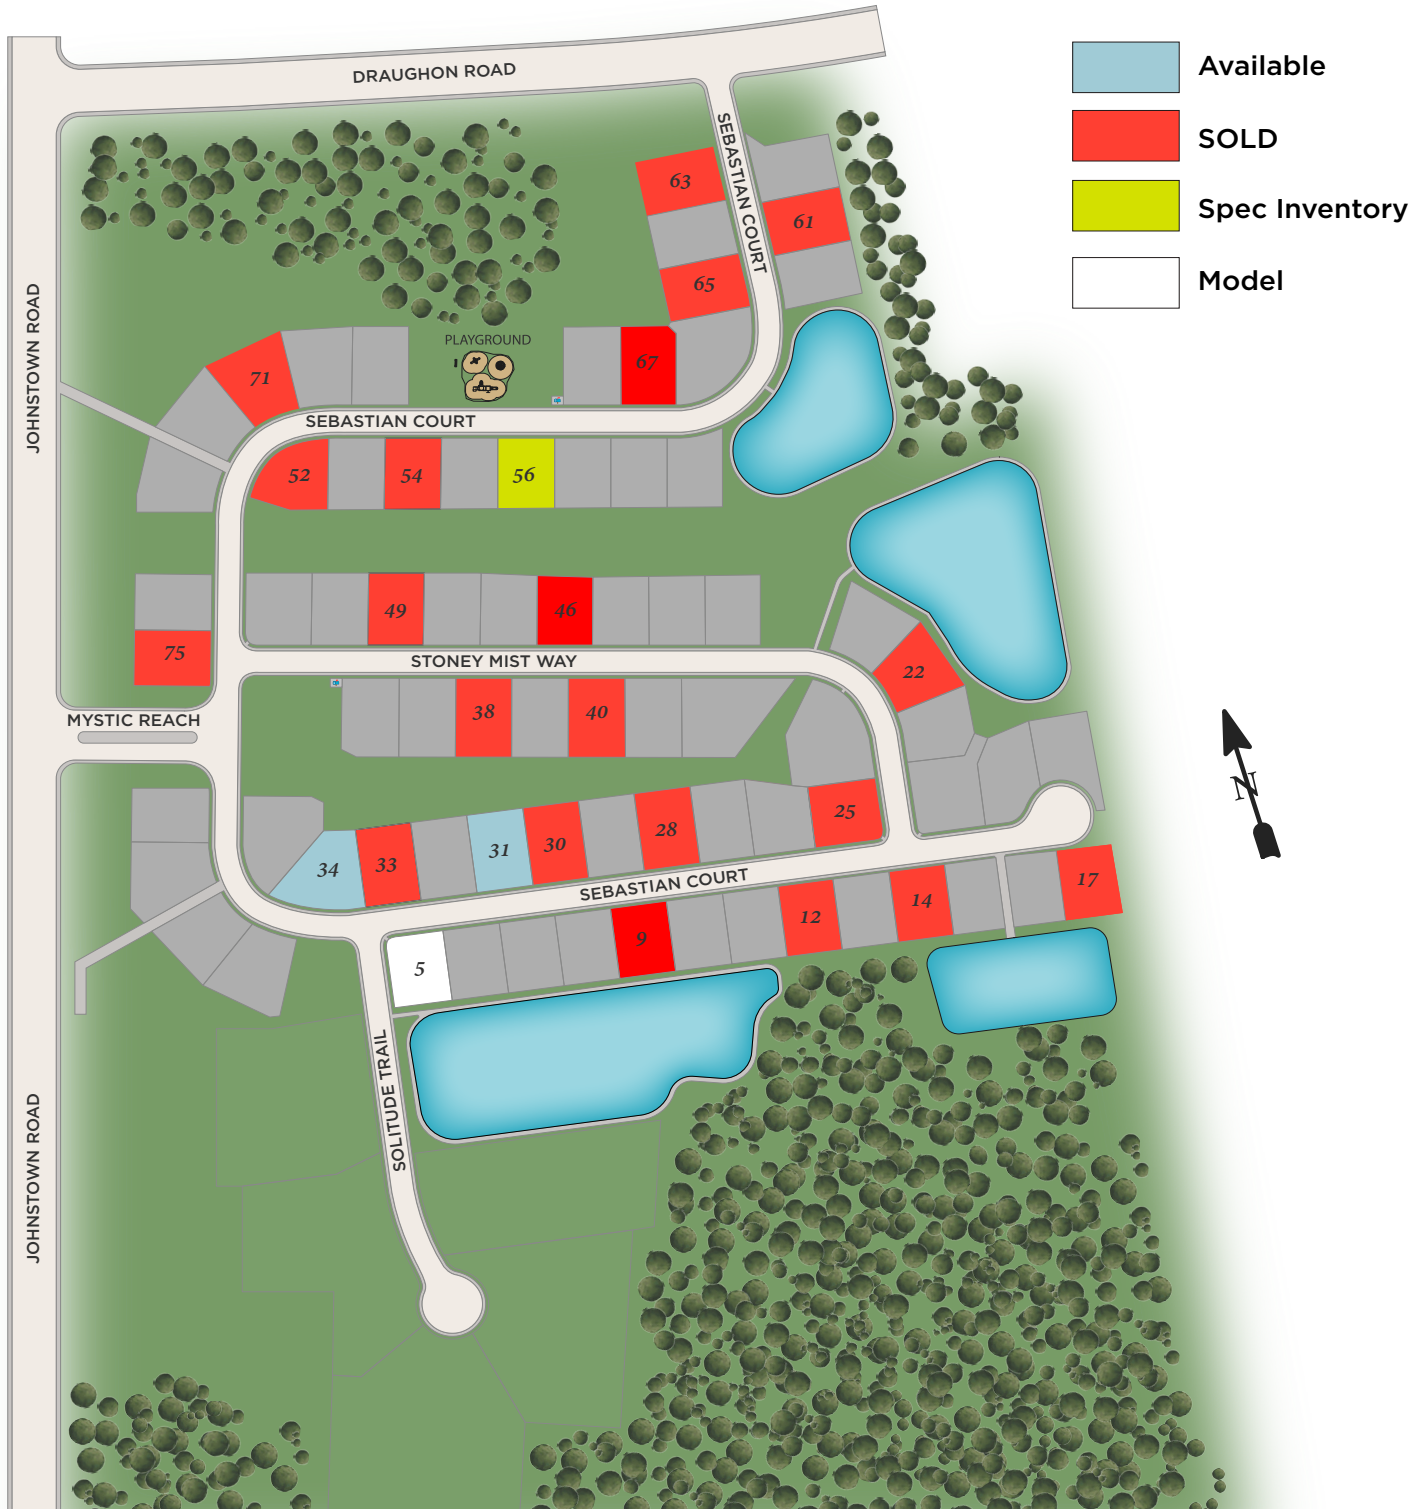 DRAUGHON ROAD
Available
SOLD
Spec Inventory
Model
SEBASTIAN COURT
63
61
65
JOHNSTOWN ROAD
PLAYGROUND
67
71
SEBASTIAN COURT
52
54
56
49
46
75
STONEY MIST WAY
22
MYSTIC REACH
38
40
N
25
28
30
31
33
34
SEBASTIAN COURT
17
14
12
9
5
SOLITUDE TRAIL
JOHNSTOWN ROAD